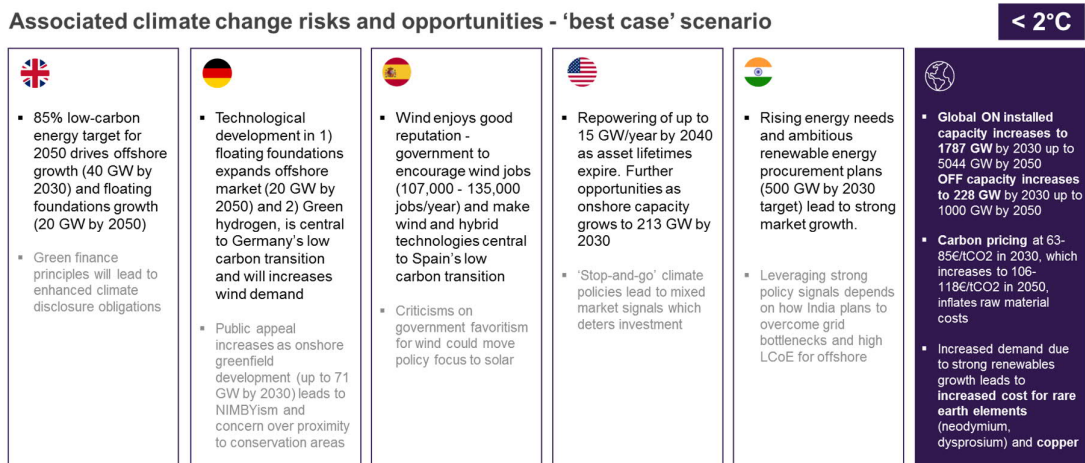 Associated climate change risks and opportunities - ‘best case’ scenario
< 2°C
▪ 85% low-carbon
energy target for
2050 drives offshore
growth (40 GW by
2030) and floating
foundations growth
(20 GW by 2050)
▪ Green finance
principles will lead to
enhanced climate
disclosure obligations
▪ Technological
development in 1)
floating foundations
expands offshore
market (20 GW by
2050) and 2) Green
hydrogen, is central
to Germany’s low
carbon transition
and will increases
wind demand
▪ Public appeal
increases as onshore
greenfield
development (up to 71
GW by 2030) leads to
NIMBYism and
concern over proximity
to conservation areas
▪ Wind enjoys good
reputation -
government to
encourage wind jobs
(107,000 - 135,000
jobs/year) and make
wind and hybrid
technologies central
to Spain’s low
carbon transition
▪ Criticisms on
government favoritism
for wind could move
policy focus to solar
▪ Repowering of up to
15 GW/year by 2040
as asset lifetimes
expire. Further
opportunities as
onshore capacity
grows to 213 GW by
2030
▪ ‘Stop-and-go’ climate
policies lead to mixed
market signals which
deters investment
▪ Rising energy needs
and ambitious
renewable energy
procurement plans
(500 GW by 2030
target) lead to strong
market growth.
▪ Leveraging strong
policy signals depends
on how India plans to
overcome grid
bottlenecks and high
LCoE for offshore
▪ Global ON installed
capacity increases to
1787 GW by 2030 up to
5044 GW by 2050
OFF capacity increases
to 228 GW by 2030 up to
1000 GW by 2050
▪ Carbon pricing at 63-
85€/tCO2 in 2030, which
increases to 106-
118€/tCO2 in 2050,
inflates raw material
costs
▪ Increased demand due
to strong renewables
growth leads to
increased cost for rare
earth elements
(neodymium,
dysprosium) and copper